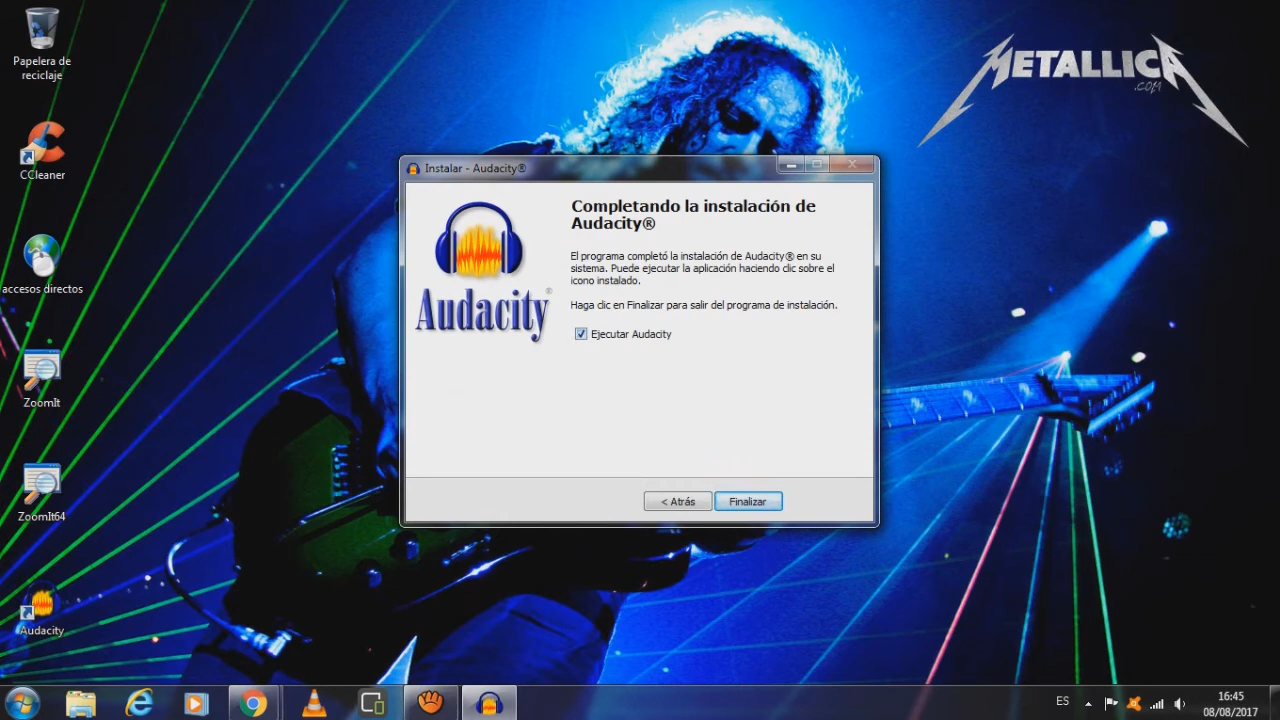 Papelera de
reciclaje
CCleaner
accesos directos
ZoomIt
ZoomIt64
Audacity
METALLICA
.COM
Instalar - Audacity®
Audacity®
Completando la instalación de
Audacity®
El programa completó la instalación de Audacity® en su
sistema. Puede ejecutar la aplicación haciendo clic sobre el
icono instalado.
Haga clic en Finalizar para salir del programa de instalación.
Ejecutar Audacity
< Atrás
Finalizar
ES
16:45
08/08/2017